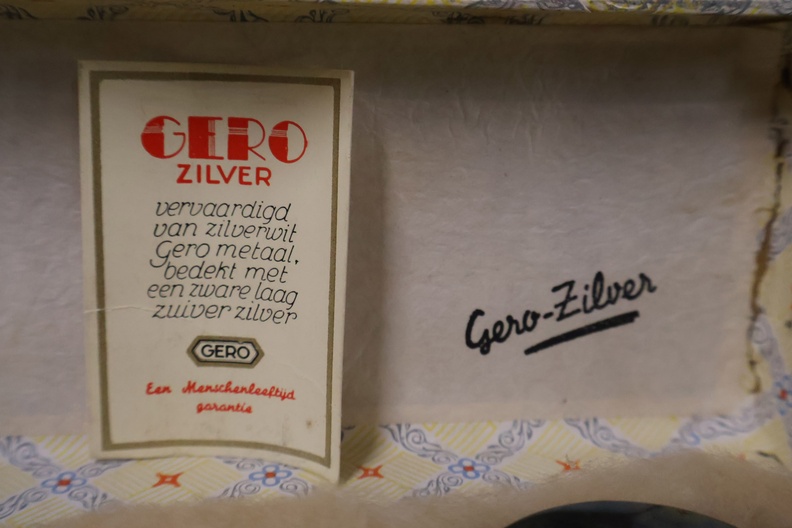 GERO
ZILVER
vervaardigd
van zilverwit
Gero metaal,
bedekt met
een zware laag
zuiver zilver
GERO
Een Menschenleeftijd
garantie
Gero-Zilver